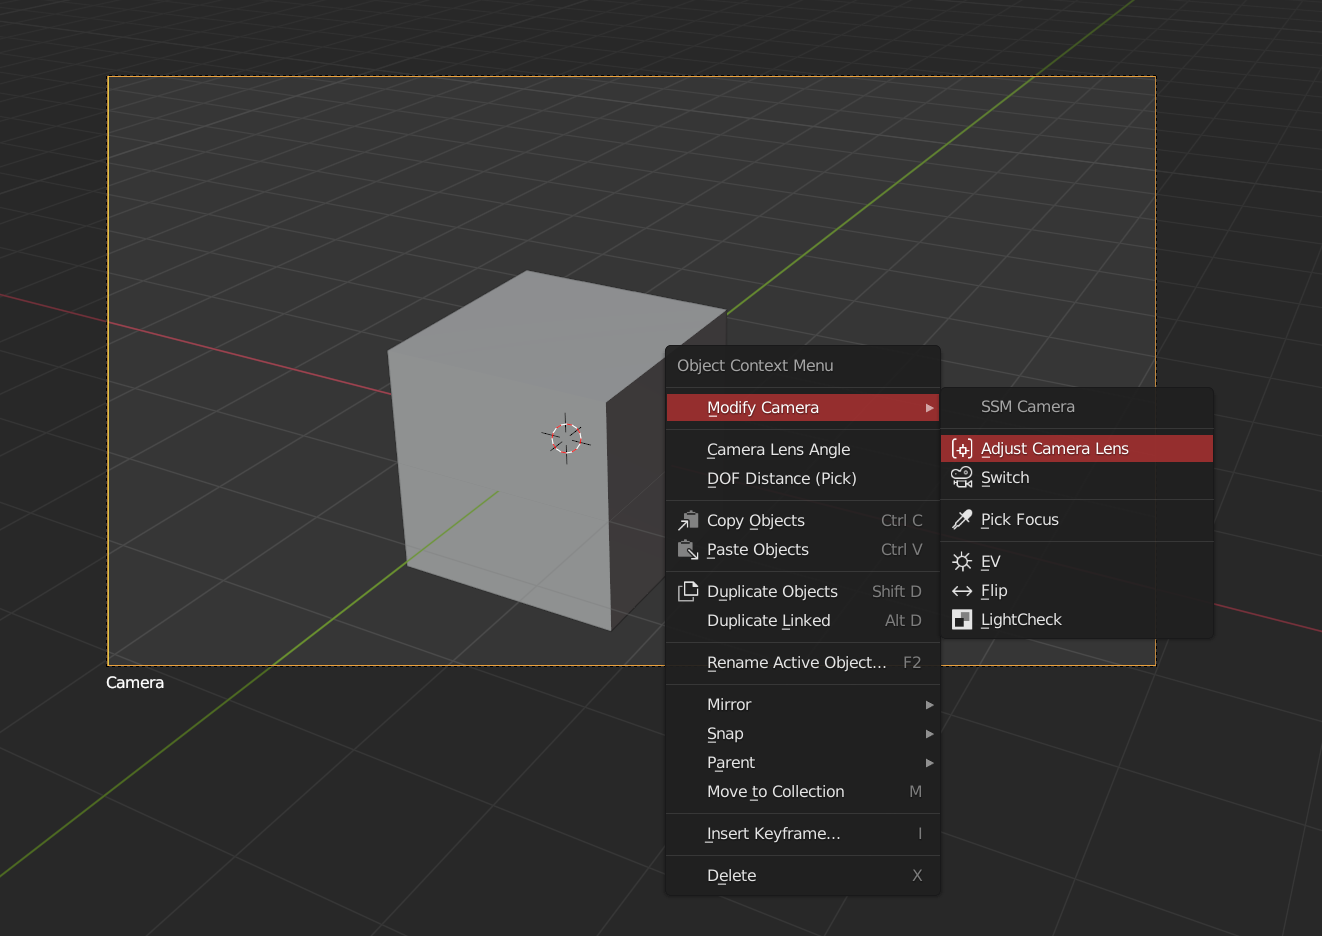 Object Context Menu
Modify Camera
Camera Lens Angle
DOF Distance (Pick)
Copy Objects Ctrl C
Paste Objects Ctrl V
Duplicate Objects Shift D
Duplicate Linked Alt D
Rename Active Object... F2
Mirror
Snap
Parent
Move to Collection M
Insert Keyframe... I
Delete X
SSM Camera
Adjust Camera Lens
Switch
Pick Focus
EV
Flip
LightCheck
Camera